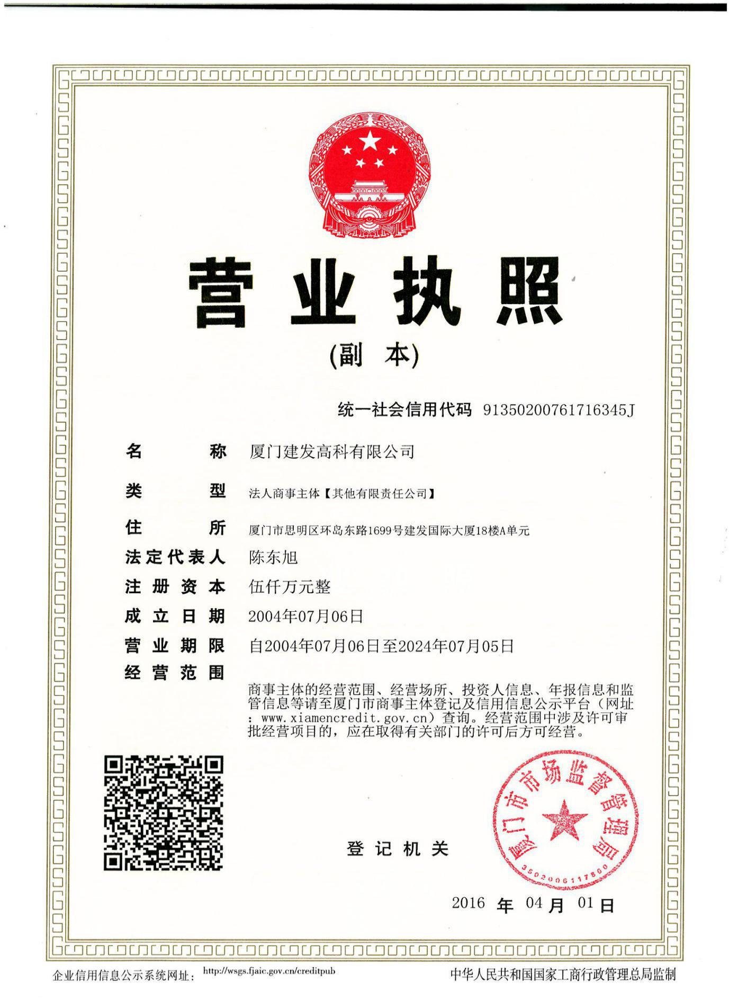 营业执照
(副 本)
统一社会信用代码 91350200761716345J
名称 厦门建发高科有限公司
类型 法人商事主体【其他有限责任公司】
住所 厦门市思明区环岛东路1699号建发国际大厦18楼A单元
法定代表人 陈东旭
注册资本 伍仟万元整
成立日期 2004年07月06日
营业期限 自2004年07月06日至2024年07月05日
经营范围
商事主体的经营范围、经营场所、投资人信息、年报信息和监
管信息等请至厦门市商事主体登记及信用信息公示平台（网址
：www.xiamencredit.gov.cn）查询。经营范围中涉及许可审
批经营项目的，应在取得有关部门的许可后方可经营。
厦门市市场监督管理局
登记机关
3502006117860
2016 年 04 月 01 日
企业信用信息公示系统网址： http://wsgs.fjaic.gov.cn/creditpub
中华人民共和国国家工商行政管理总局监制